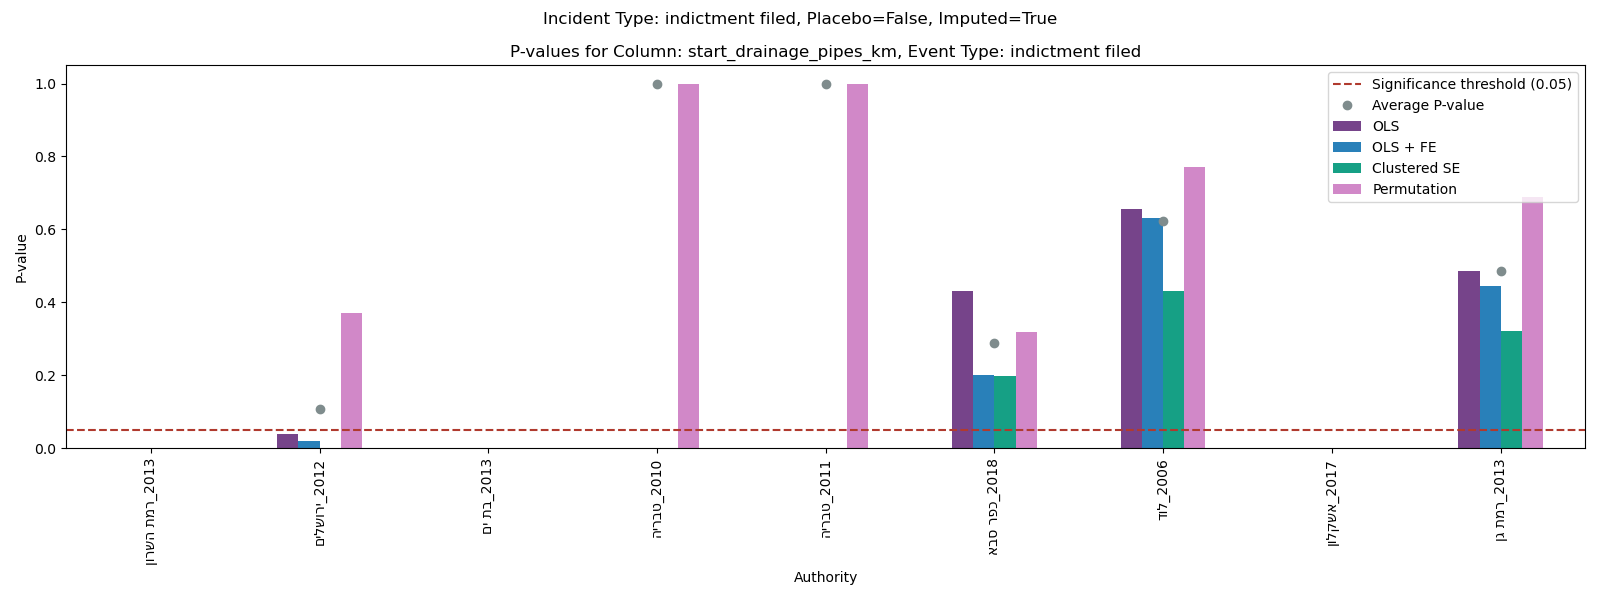 Incident Type: indictment filed, Placebo=False, Imputed=True
P-values for Column: start_drainage_pipes_km, Event Type: indictment filed
Significance threshold (0.05)
Average P-value
OLS
OLS + FE
Clustered SE
Permutation
P-value
1.0
0.8
0.6
0.4
0.2
0.0
רמת השרון_2013
ירושלים_2012
בת ים_2013
טבריה_2010
טבריה_2011
כפר סבא_2018
לוד_2006
אשקלון_2017
רמת גן_2013
Authority